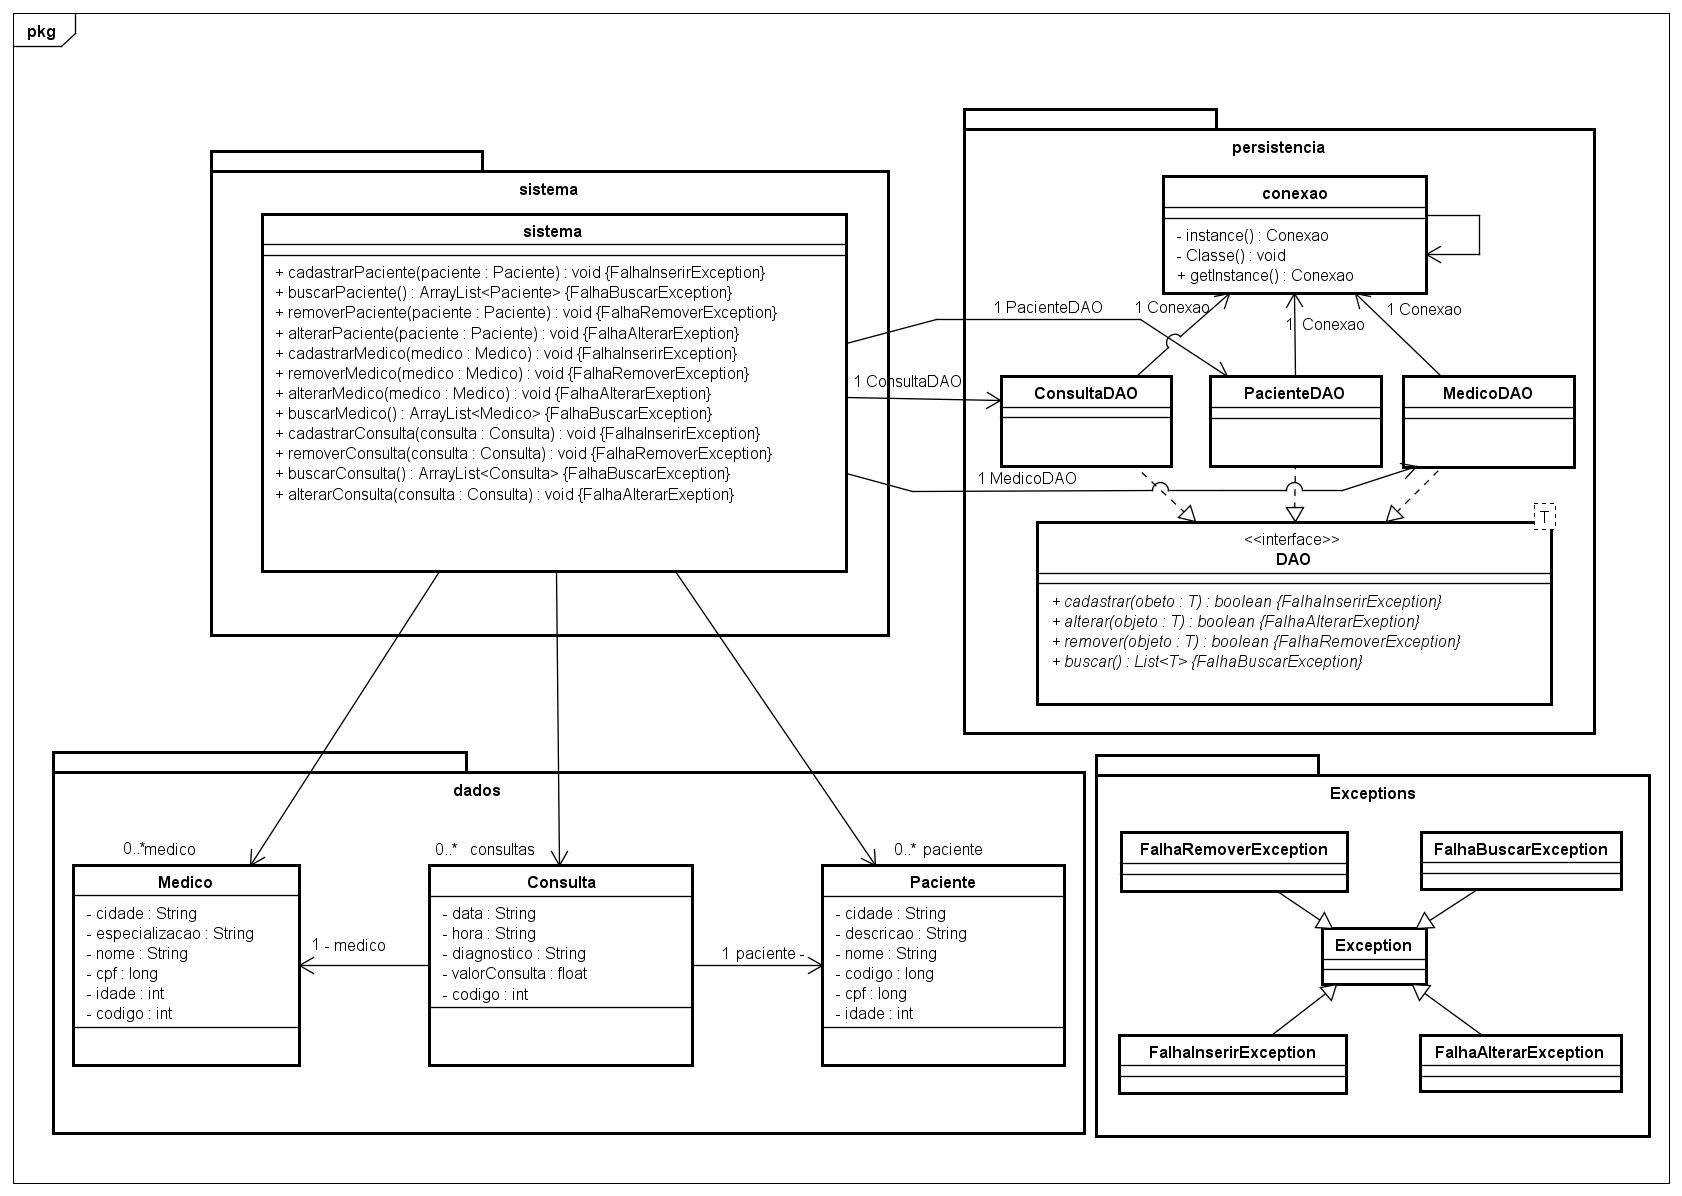 pkg
sistema
sistema
+ cadastrarPaciente(paciente : Paciente) : void {FalhaInserirException}
+ buscarPaciente() : ArrayList<Paciente> {FalhaBuscarException}
+ removerPaciente(paciente : Paciente) : void {FalhaRemoverException}
+ alterarPaciente(paciente : Paciente) : void {FalhaAlterarExeption}
+ cadastrarMedico(medico : Medico) : void {FalhaInserirException}
+ removerMedico(medico : Medico) : void {FalhaRemoverException}
+ alterarMedico(medico : Medico) : void {FalhaAlterarExeption}
+ buscarMedico() : ArrayList<Medico> {FalhaBuscarException}
+ cadastrarConsulta(consulta : Consulta) : void {FalhaInserirException}
+ removerConsulta(consulta : Consulta) : void {FalhaRemoverException}
+ buscarConsulta() : ArrayList<Consulta> {FalhaBuscarException}
+ alterarConsulta(consulta : Consulta) : void {FalhaAlterarExeption}
1 PacienteDAO
1 ConsultaDAO
1 MedicoDAO
persistencia
conexao
- instance() : Conexao
- Classe() : void
+ getInstance() : Conexao
1 Conexao
1 Conexao
1 Conexao
ConsultaDAO
PacienteDAO
MedicoDAO
T
<<interface>>
DAO
+ cadastrar(obeto : T) : boolean {FalhaInserirException}
+ alterar(objeto : T) : boolean {FalhaAlterarExeption}
+ remover(objeto : T) : boolean {FalhaRemoverException}
+ buscar() : List<T> {FalhaBuscarException}
dados
0..* medico
0..* consultas
0..* paciente
Medico
- cidade : String
- especializacao : String
- nome : String
- cpf : long
- idade : int
- codigo : int
1 - medico
Consulta
- data : String
- hora : String
- diagnostico : String
- valorConsulta : float
- codigo : int
1 paciente -
Paciente
- cidade : String
- descricao : String
- nome : String
- codigo : long
- cpf : long
- idade : int
Exceptions
FalhaRemoverException
FalhaBuscarException
Exception
FalhaInserirException
FalhaAlterarException